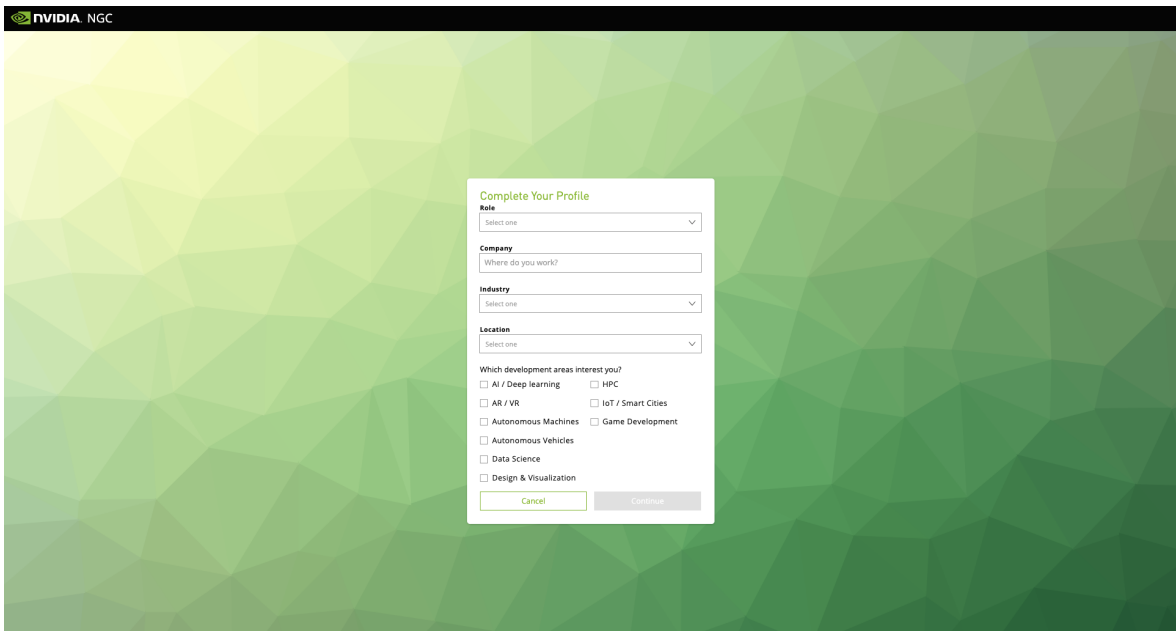 NVIDIA. NGC
Complete Your Profile
Role
Select one
Company
Where do you work?
Industry
Select one
Location
Select one
Which development areas interest you?
AI / Deep learning
HPC
AR / VR
IoT / Smart Cities
Autonomous Machines
Game Development
Autonomous Vehicles
Data Science
Design & Visualization
Cancel
Continue